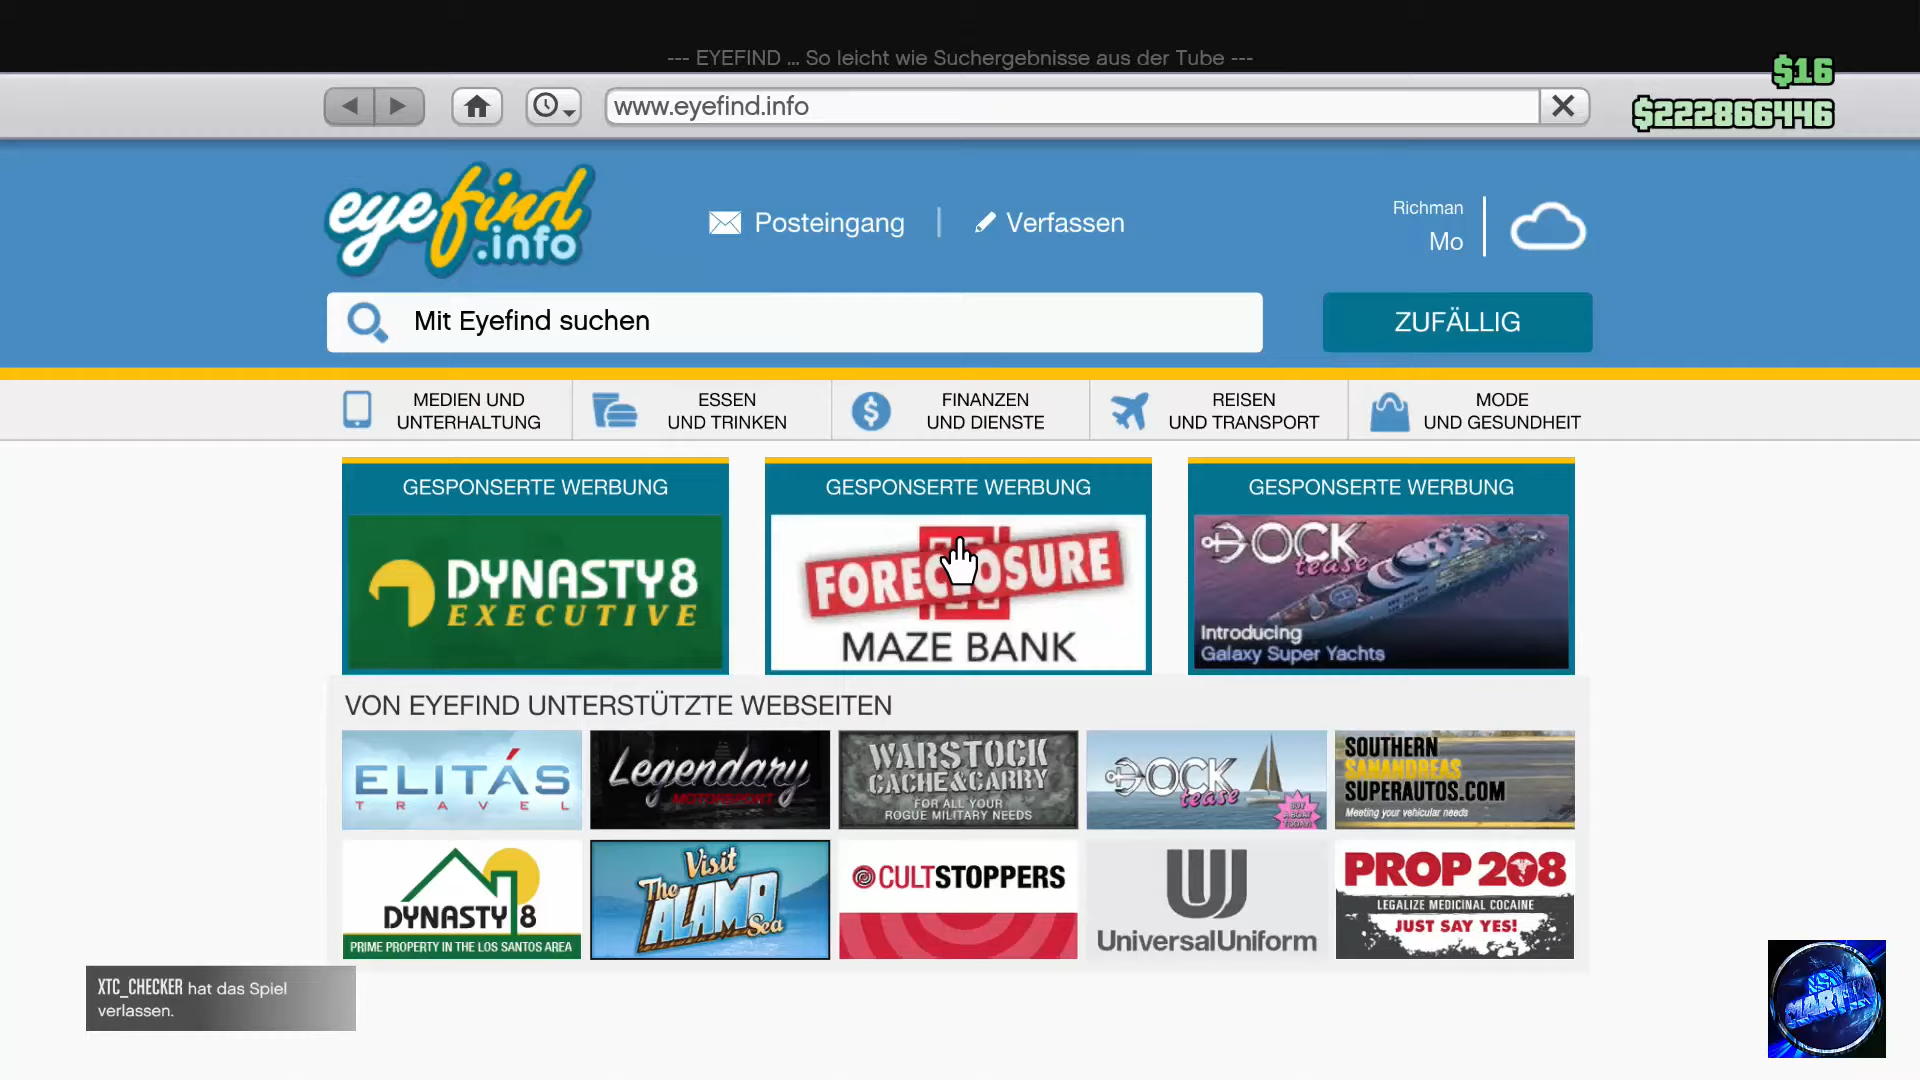 --- EYEFIND ... So leicht wie Suchergebnisse aus der Tube ---
$16
www.eyefind.info
$222866446
eyefind
.info
Posteingang
Verfassen
Richman
Mo
Mit Eyefind suchen
ZUFÄLLIG
MEDIEN UND
UNTERHALTUNG
ESSEN
UND TRINKEN
FINANZEN
UND DIENSTE
REISEN
UND TRANSPORT
MODE
UND GESUNDHEIT
GESPONSERTE WERBUNG
DYNASTY8
EXECUTIVE
GESPONSERTE WERBUNG
FORECLOSURE
MAZE BANK
GESPONSERTE WERBUNG
DOCK
tease
Introducing
Galaxy Super Yachts
VON EYEFIND UNTERSTÜTZTE WEBSEITEN
ELITÁS
TRAVEL
Legendary
MOTORSPORT
WARSTOCK
CACHE&CARRY
FOR ALL YOUR
ROGUE MILITARY NEEDS
DOCK
tease
BUY
A BOAT
TODAY!
SOUTHERN
SANANDREAS
SUPERAUTOS.COM
Meeting your vehicular needs
DYNASTY 8
PRIME PROPERTY IN THE LOS SANTOS AREA
Visit
The
ALAMO
Sea
CULTSTOPPERS
UniversalUniform
PROP 208
LEGALIZE MEDICINAL COCAINE
JUST SAY YES!
XTC_CHECKER hat das Spiel
verlassen.